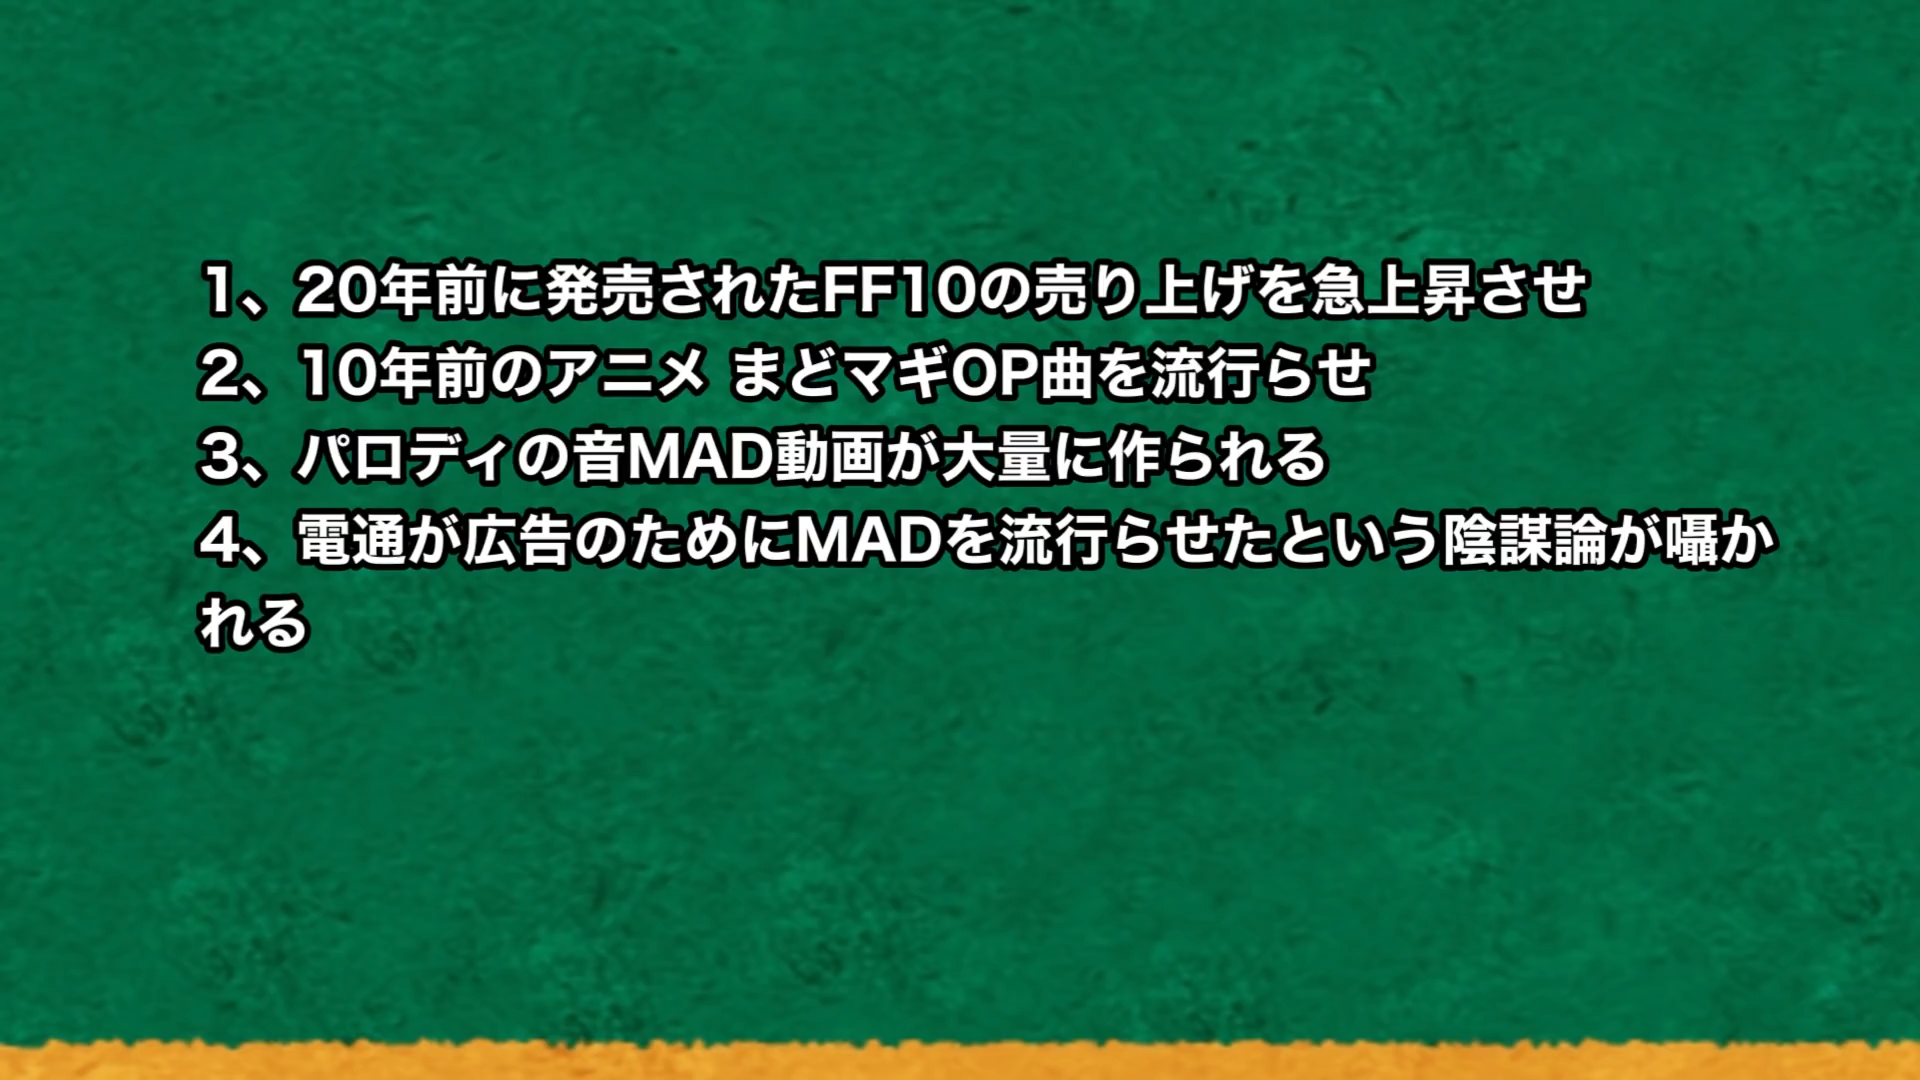 1、20年前に発売されたFF10の売り上げを急上昇させ
2、10年前のアニメ まどマギOP曲を流行らせ
3、パロディの音MAD動画が大量に作られる
4、電通が広告のためにMADを流行らせたという陰謀論が囁か
れる